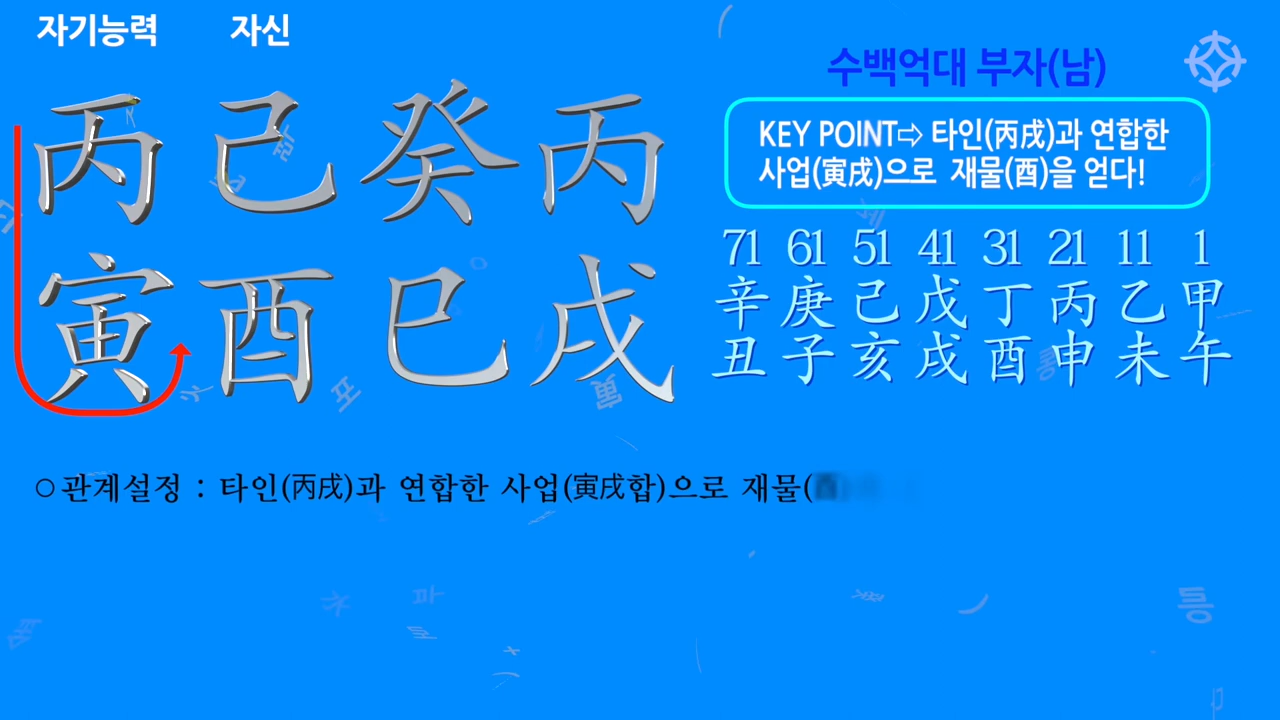 자기능력 자신
丙 己 癸 丙
寅 酉 巳 戌
수백억대 부자(남)
KEY POINT⇨ 타인(丙戌)과 연합한
사업(寅戌)으로 재물(酉)을 얻다!
71 61 51 41 31 21 11 1
辛 庚 己 戊 丁 丙 乙 甲
丑 子 亥 戌 酉 申 未 午
○관계설정 : 타인(丙戌)과 연합한 사업(寅戌합)으로 재물(